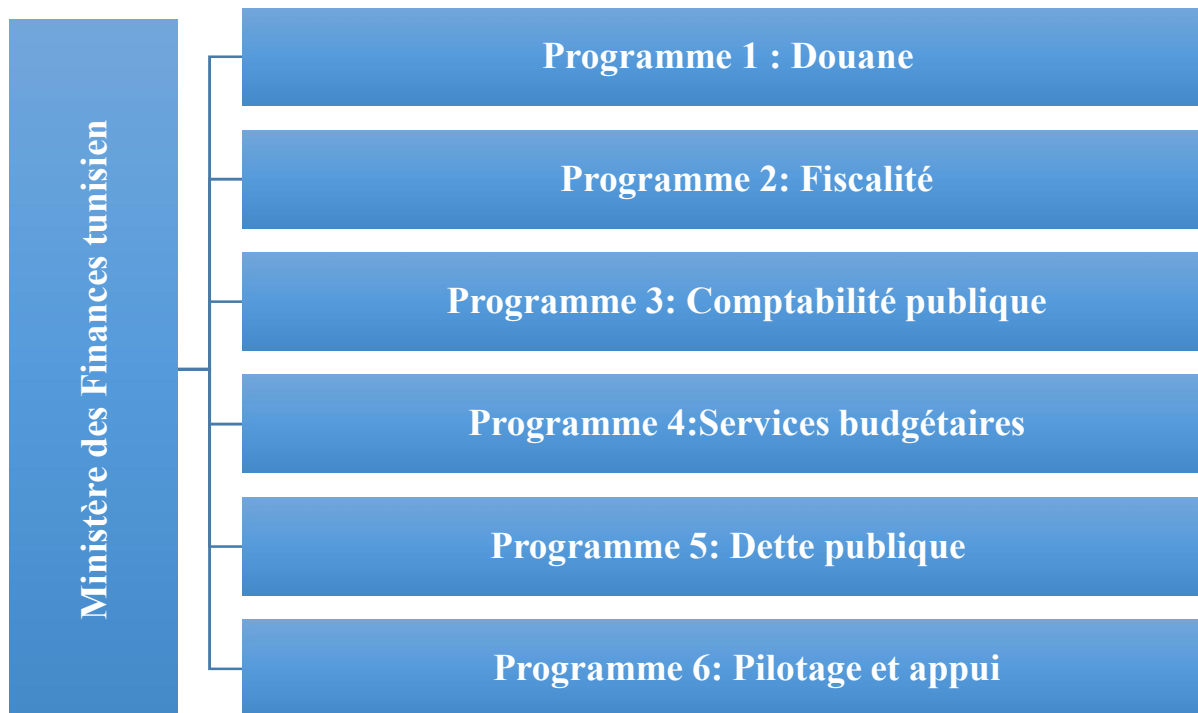 Ministère des Finances tunisien
Programme 1 : Douane
Programme 2: Fiscalité
Programme 3: Comptabilité publique
Programme 4:Services budgétaires
Programme 5: Dette publique
Programme 6: Pilotage et appui